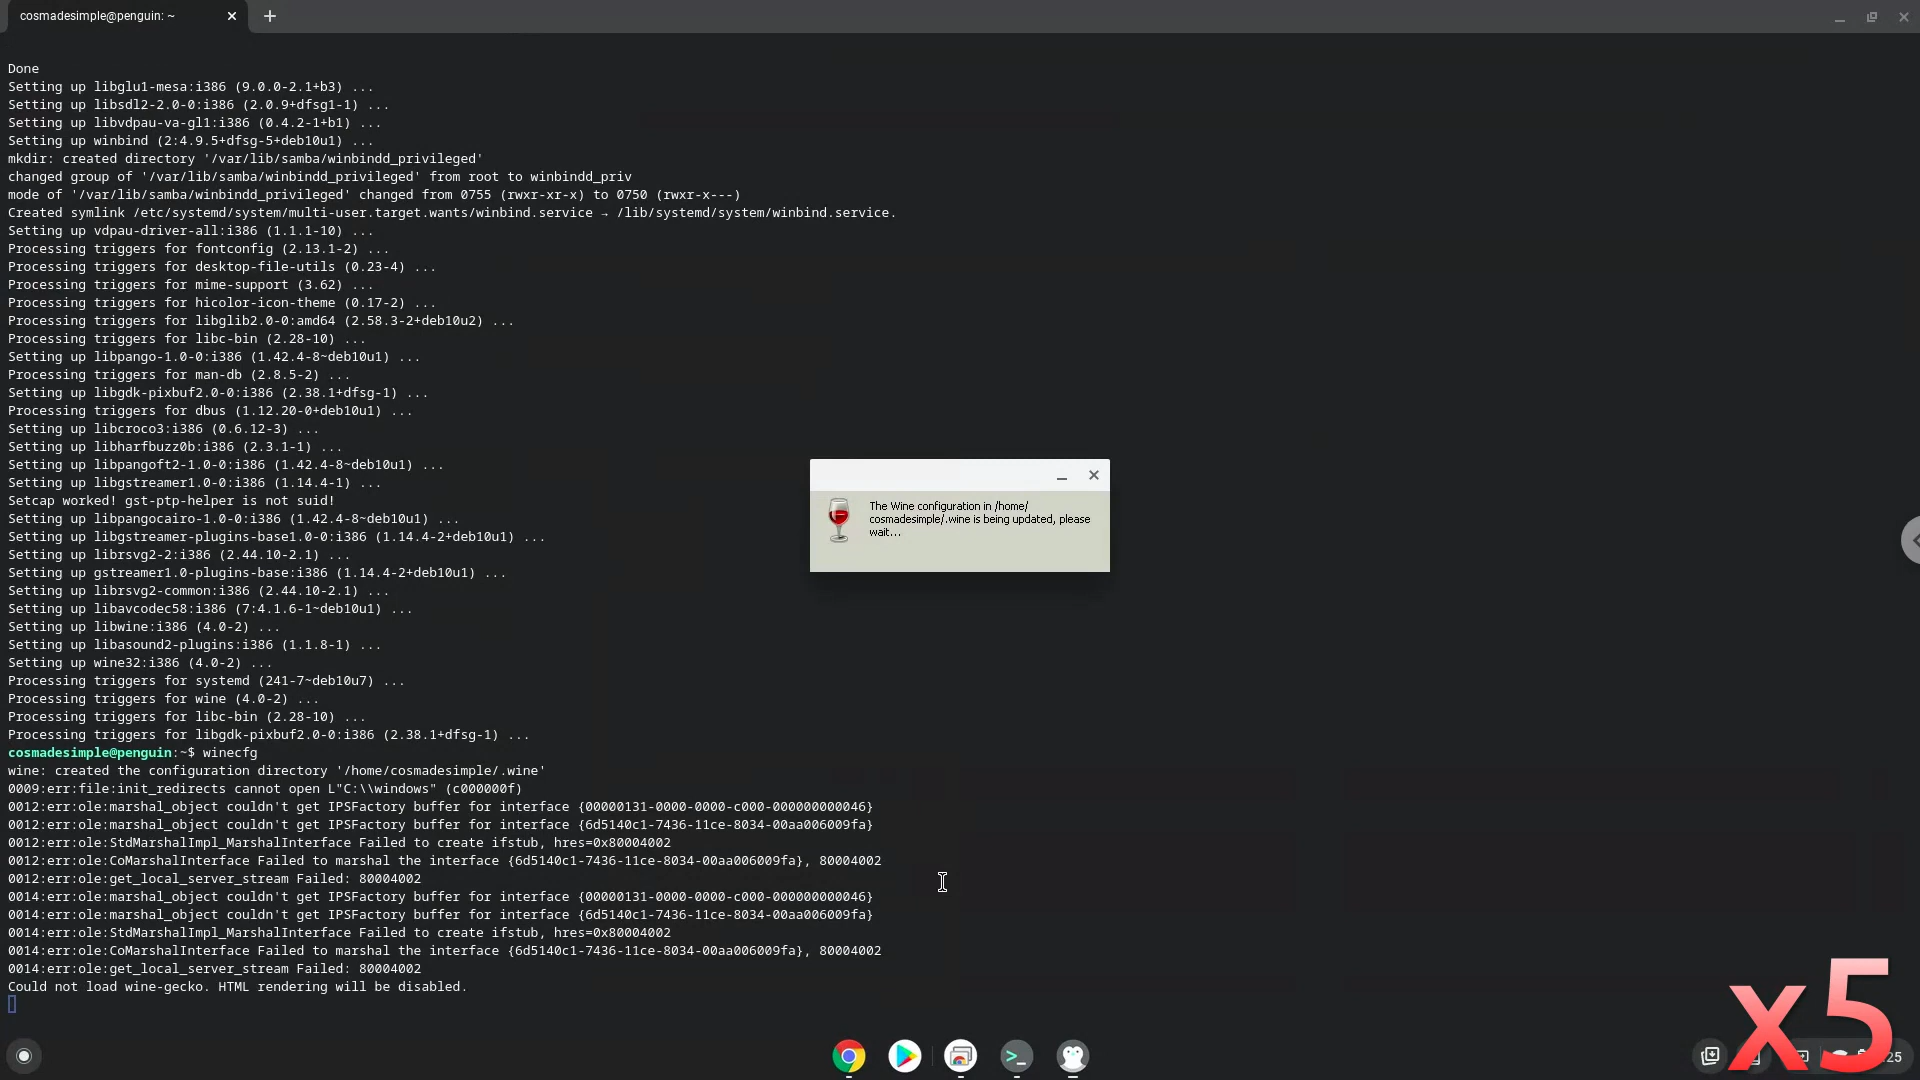 cosmadesimple@penguin: ~
Done
Setting up libglu1-mesa:i386 (9.0.0-2.1+b3) ...
Setting up libsdl2-2.0-0:i386 (2.0.9+dfsg1-1) ...
Setting up libvdpau-va-gl1:i386 (0.4.2-1+b1) ...
Setting up winbind (2:4.9.5+dfsg-5+deb10u1) ...
mkdir: created directory '/var/lib/samba/winbindd_privileged'
changed group of '/var/lib/samba/winbindd_privileged' from root to winbindd_priv
mode of '/var/lib/samba/winbindd_privileged' changed from 0755 (rwxr-xr-x) to 0750 (rwxr-x---)
Created symlink /etc/systemd/system/multi-user.target.wants/winbind.service → /lib/systemd/system/winbind.service.
Setting up vdpau-driver-all:i386 (1.1.1-10) ...
Processing triggers for fontconfig (2.13.1-2) ...
Processing triggers for desktop-file-utils (0.23-4) ...
Processing triggers for mime-support (3.62) ...
Processing triggers for hicolor-icon-theme (0.17-2) ...
Processing triggers for libglib2.0-0:amd64 (2.58.3-2+deb10u2) ...
Processing triggers for libc-bin (2.28-10) ...
Setting up libpango-1.0-0:i386 (1.42.4-8~deb10u1) ...
Processing triggers for man-db (2.8.5-2) ...
Setting up libgdk-pixbuf2.0-0:i386 (2.38.1+dfsg-1) ...
Processing triggers for dbus (1.12.20-0+deb10u1) ...
Setting up libcroco3:i386 (0.6.12-3) ...
Setting up libharfbuzz0b:i386 (2.3.1-1) ...
Setting up libpangoft2-1.0-0:i386 (1.42.4-8~deb10u1) ...
Setting up libgstreamer1.0-0:i386 (1.14.4-1) ...
Setcap worked! gst-ptp-helper is not suid!
Setting up libpangocairo-1.0-0:i386 (1.42.4-8~deb10u1) ...
Setting up libgstreamer-plugins-base1.0-0:i386 (1.14.4-2+deb10u1) ...
Setting up librsvg2-2:i386 (2.44.10-2.1) ...
Setting up gstreamer1.0-plugins-base:i386 (1.14.4-2+deb10u1) ...
Setting up librsvg2-common:i386 (2.44.10-2.1) ...
Setting up libavcodec58:i386 (7:4.1.6-1~deb10u1) ...
Setting up libwine:i386 (4.0-2) ...
Setting up libasound2-plugins:i386 (1.1.8-1) ...
Setting up wine32:i386 (4.0-2) ...
Processing triggers for systemd (241-7~deb10u7) ...
Processing triggers for wine (4.0-2) ...
Processing triggers for libc-bin (2.28-10) ...
Processing triggers for libgdk-pixbuf2.0-0:i386 (2.38.1+dfsg-1) ...
cosmadesimple@penguin:~$ winecfg
wine: created the configuration directory '/home/cosmadesimple/.wine'
0009:err:file:init_redirects cannot open L"C:\\windows" (c000000f)
0012:err:ole:marshal_object couldn't get IPSFactory buffer for interface {00000131-0000-0000-c000-000000000046}
0012:err:ole:marshal_object couldn't get IPSFactory buffer for interface {6d5140c1-7436-11ce-8034-00aa006009fa}
0012:err:ole:StdMarshalImpl_MarshalInterface Failed to create ifstub, hres=0x80004002
0012:err:ole:CoMarshalInterface Failed to marshal the interface {6d5140c1-7436-11ce-8034-00aa006009fa}, 80004002
0012:err:ole:get_local_server_stream Failed: 80004002
0014:err:ole:marshal_object couldn't get IPSFactory buffer for interface {00000131-0000-0000-c000-000000000046}
0014:err:ole:marshal_object couldn't get IPSFactory buffer for interface {6d5140c1-7436-11ce-8034-00aa006009fa}
0014:err:ole:StdMarshalImpl_MarshalInterface Failed to create ifstub, hres=0x80004002
0014:err:ole:CoMarshalInterface Failed to marshal the interface {6d5140c1-7436-11ce-8034-00aa006009fa}, 80004002
0014:err:ole:get_local_server_stream Failed: 80004002
Could not load wine-gecko. HTML rendering will be disabled.
The Wine configuration in /home/
cosmadesimple/.wine is being updated, please
wait...
x5